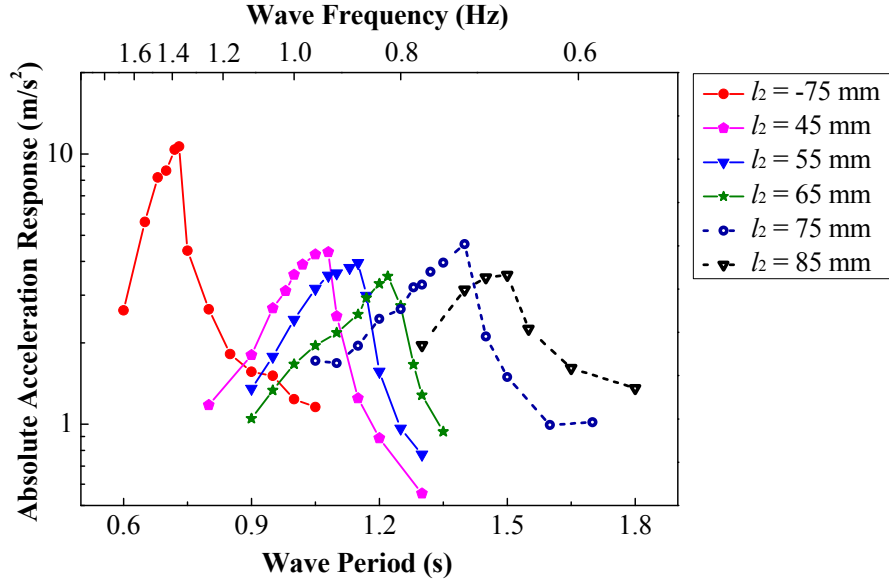 Wave Frequency (Hz)
1.6 1.4 1.2 1.0 0.8 0.6
Absolute Acceleration Response (m/s²)
10
1
0.6 0.9 1.2 1.5 1.8
Wave Period (s)
l₂ = -75 mm
l₂ = 45 mm
l₂ = 55 mm
l₂ = 65 mm
l₂ = 75 mm
l₂ = 85 mm